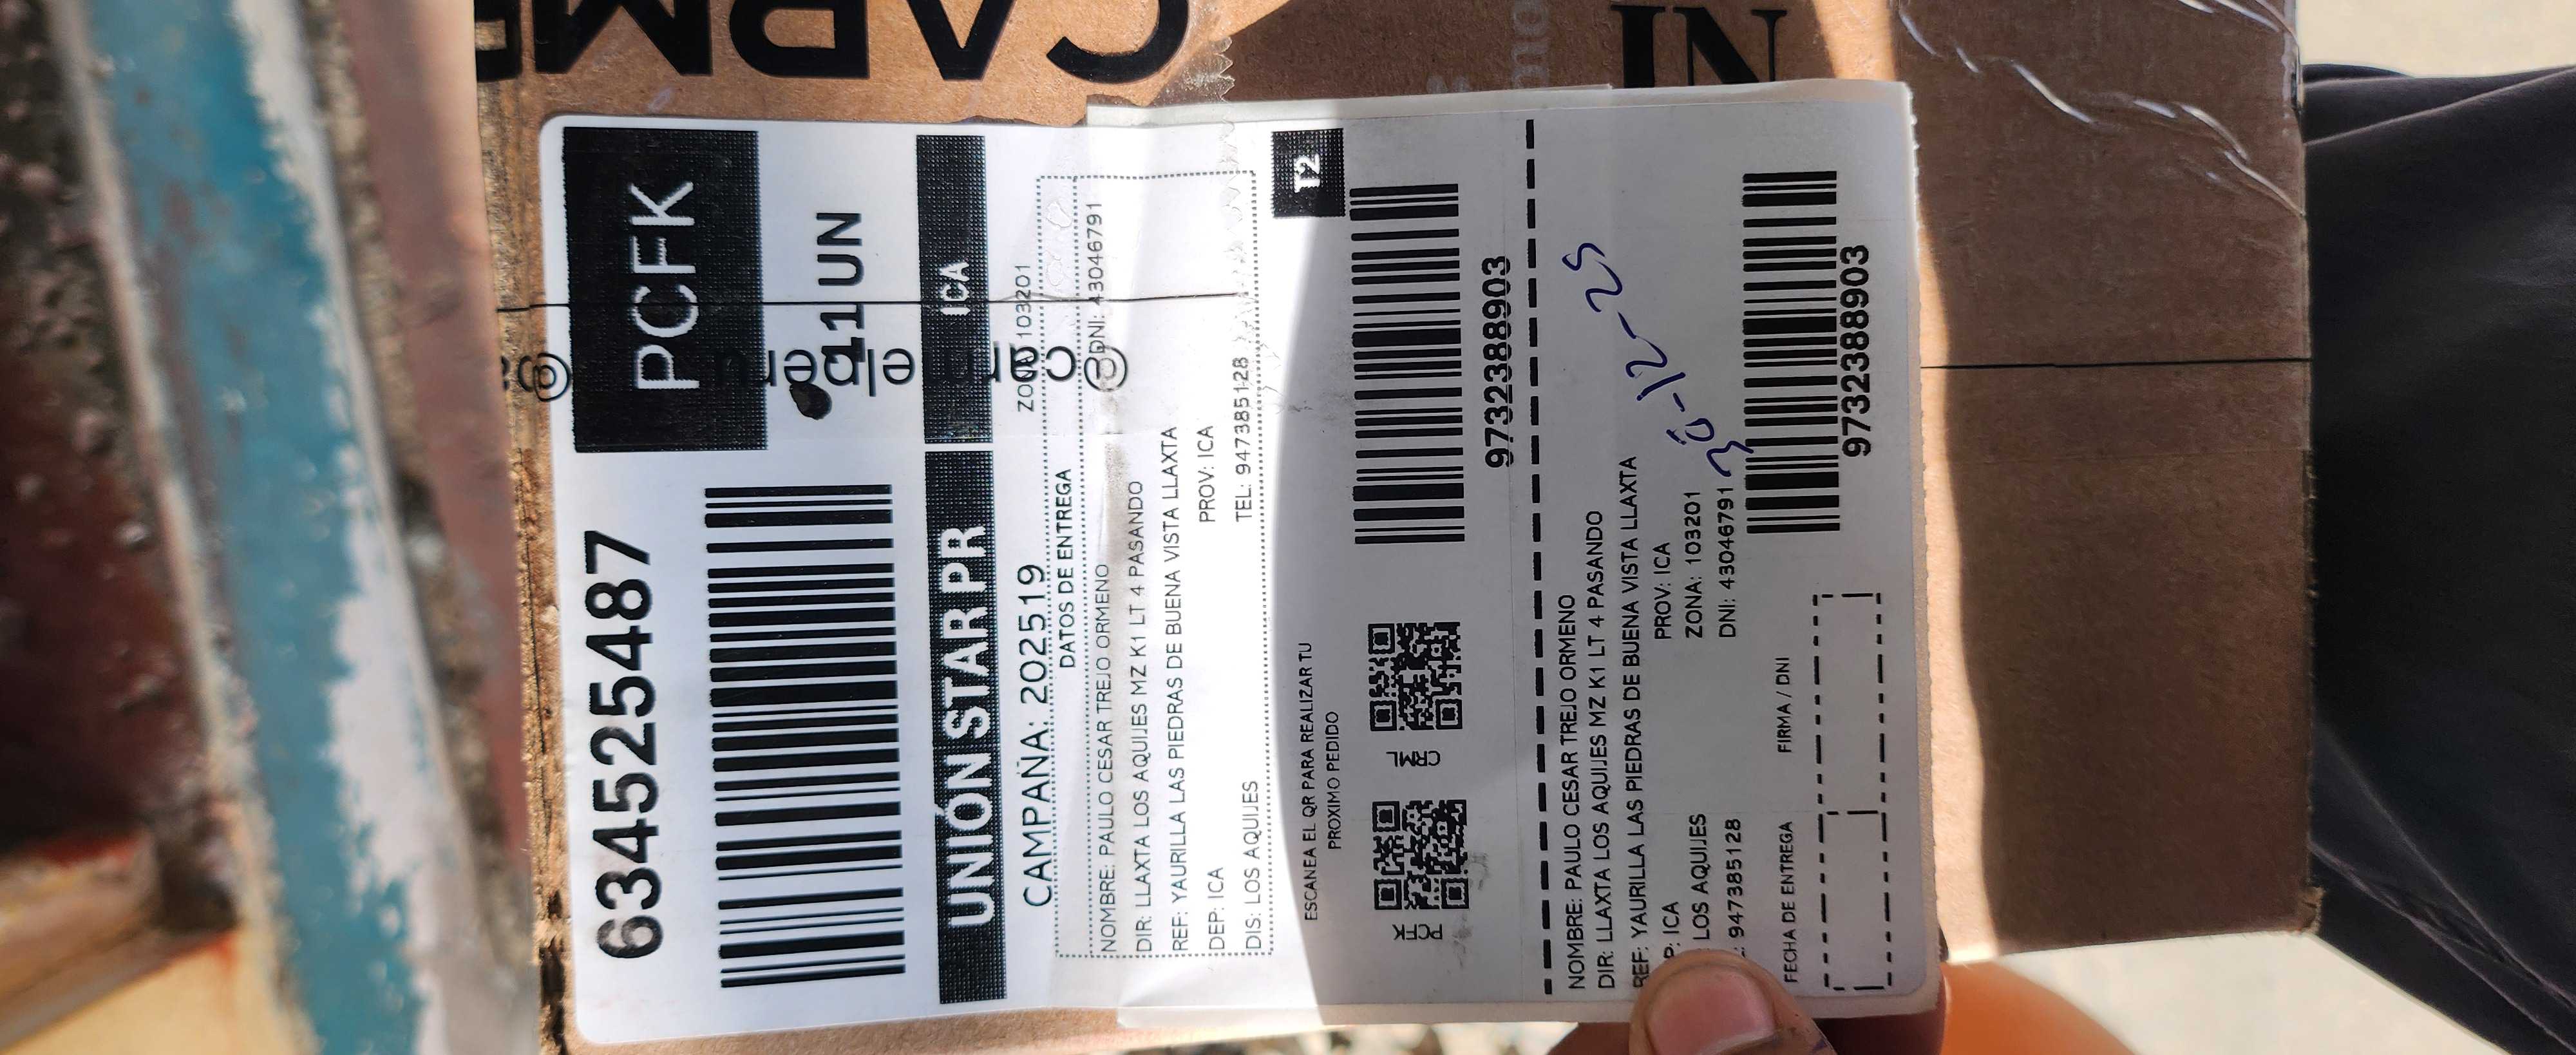 CARM
IN
634525487
PCFK
11 UN
UNIÓN STAR PR
ICA
CAMPAÑA: 202519
ZONA: 103201
DATOS DE ENTREGA
NOMBRE: PAULO CESAR TREJO ORMENO
DNI: 43046791
DIR: LLAXTA LOS AQUIJES MZ K1 LT 4 PASANDO
REF: YAURILLA LAS PIEDRAS DE BUENA VISTA LLAXTA
DEP: ICA PROV: ICA
DIS: LOS AQUIJES TEL: 947385128
T2
ESCANEA EL QR PARA REALIZAR TU
PROXIMO PEDIDO
PCFK CRML
9732388903
NOMBRE: PAULO CESAR TREJO ORMENO
DIR: LLAXTA LOS AQUIJES MZ K1 LT 4 PASANDO
REF: YAURILLA LAS PIEDRAS DE BUENA VISTA LLAXTA
P: ICA PROV: ICA
LOS AQUIJES ZONA: 103201
: 947385128 DNI: 43046791
9732388903
FECHA DE ENTREGA FIRMA / DNI